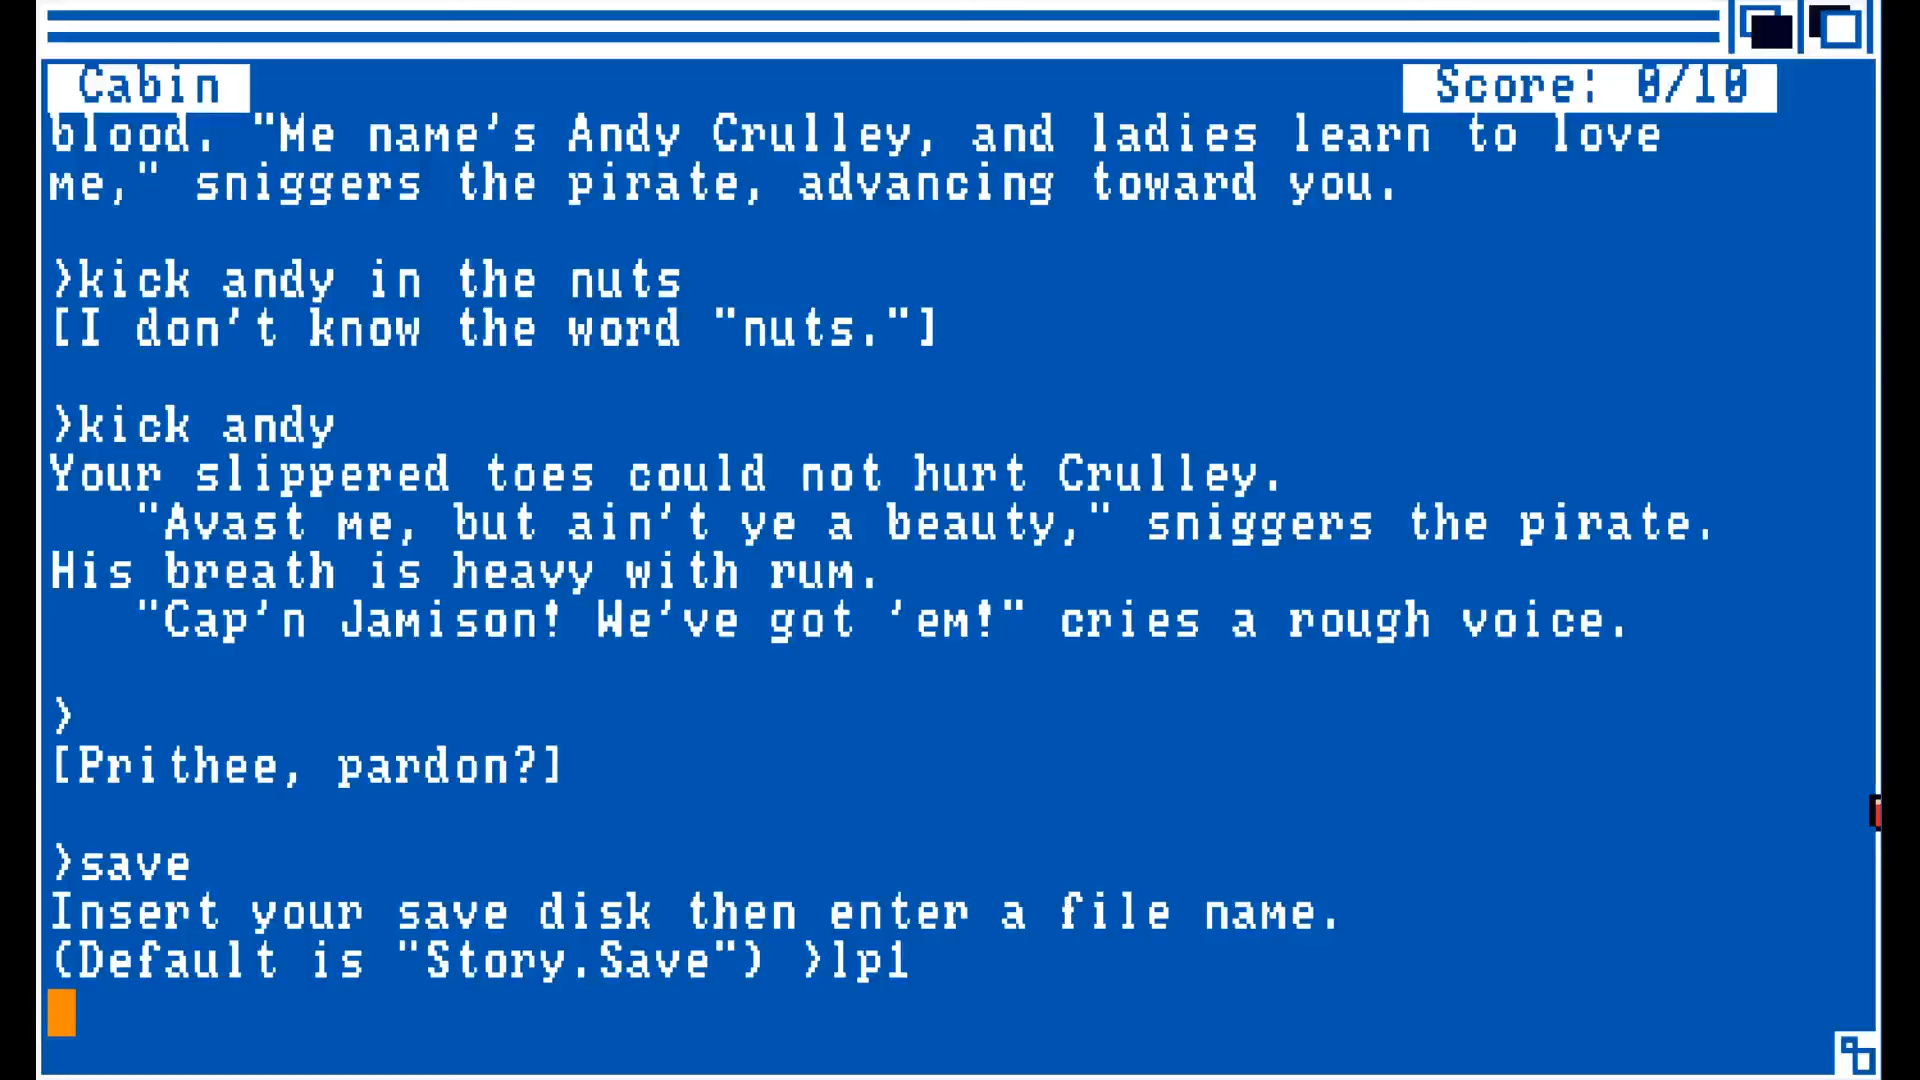 Cabin Score: 0/10
blood. "Me name's Andy Crulley, and ladies learn to love
me," sniggers the pirate, advancing toward you.
>kick andy in the nuts
[I don't know the word "nuts."]
>kick andy
Your slippered toes could not hurt Crulley.
"Avast me, but ain't ye a beauty," sniggers the pirate.
His breath is heavy with rum.
"Cap'n Jamison! We've got 'em!" cries a rough voice.
>
[Prithee, pardon?]
>save
Insert your save disk then enter a file name.
(Default is "Story.Save") >lp1